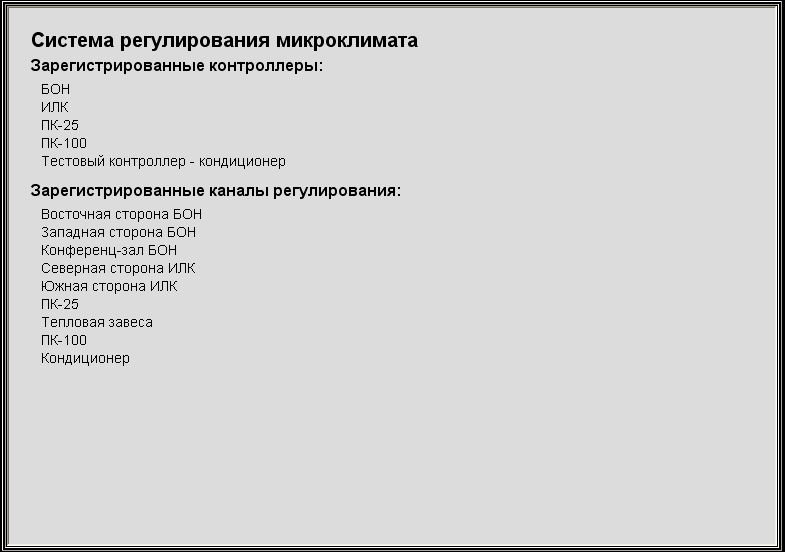 Система регулирования микроклимата
Зарегистрированные контроллеры:
БОН
ИЛК
ПК-25
ПК-100
Тестовый контроллер - кондиционер
Зарегистрированные каналы регулирования:
Восточная сторона БОН
Западная сторона БОН
Конференц-зал БОН
Северная сторона ИЛК
Южная сторона ИЛК
ПК-25
Тепловая завеса
ПК-100
Кондиционер